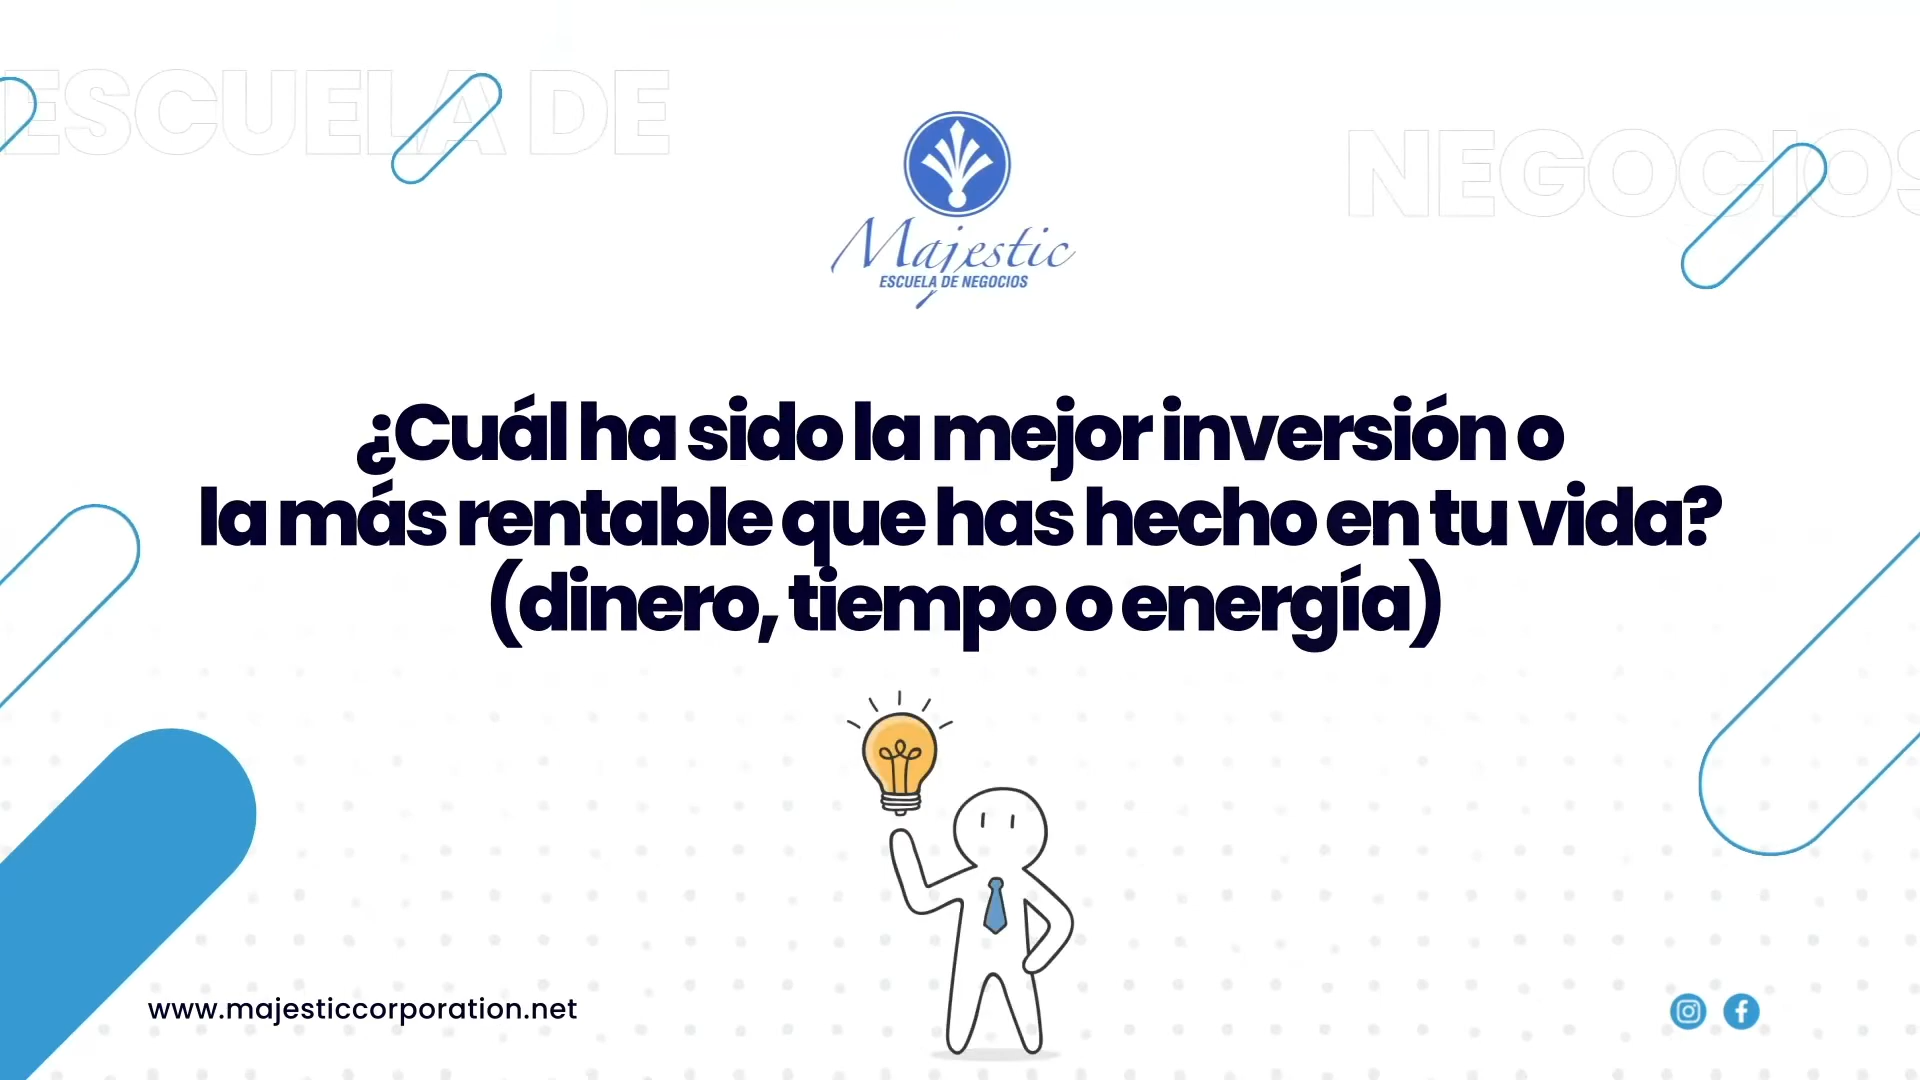 ESCUELA DE
NEGOCIOS
Majestic
ESCUELA DE NEGOCIOS
¿Cuál ha sido la mejor inversión o
la más rentable que has hecho en tu vida?
(dinero, tiempo o energía)
www.majesticcorporation.net